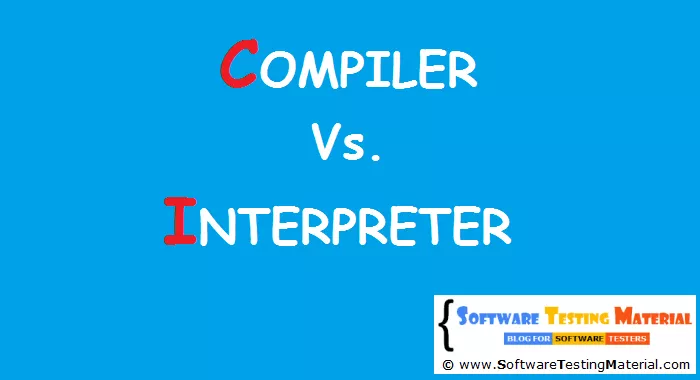 COMPILER
Vs.
INTERPRETER
{ SOFTWARE TESTING MATERIAL
BLOG FOR SOFTWARE TESTERS
© www.SoftwareTestingMaterial.com